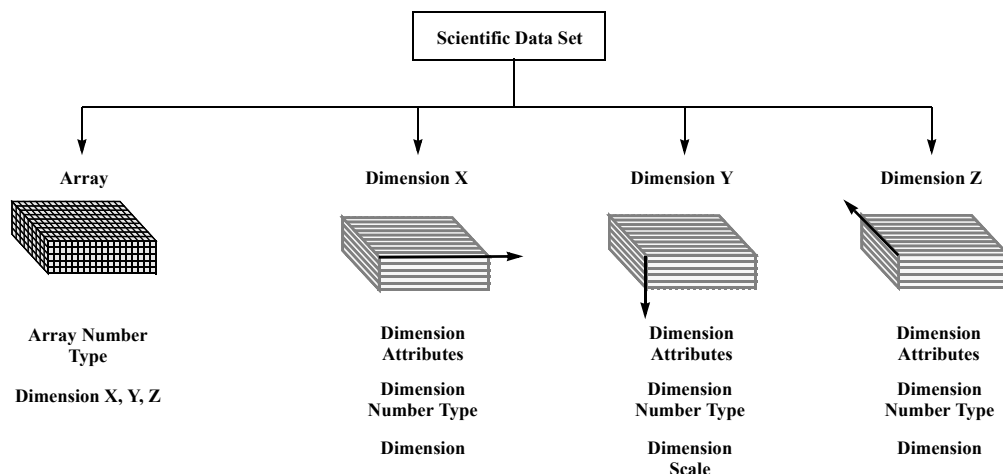 Scientific Data Set
Array
Dimension X
Dimension Y
Dimension Z
Array Number
Type
Dimension X, Y, Z
Dimension
Attributes
Dimension
Number Type
Dimension
Dimension
Attributes
Dimension
Number Type
Dimension
Scale
Dimension
Attributes
Dimension
Number Type
Dimension